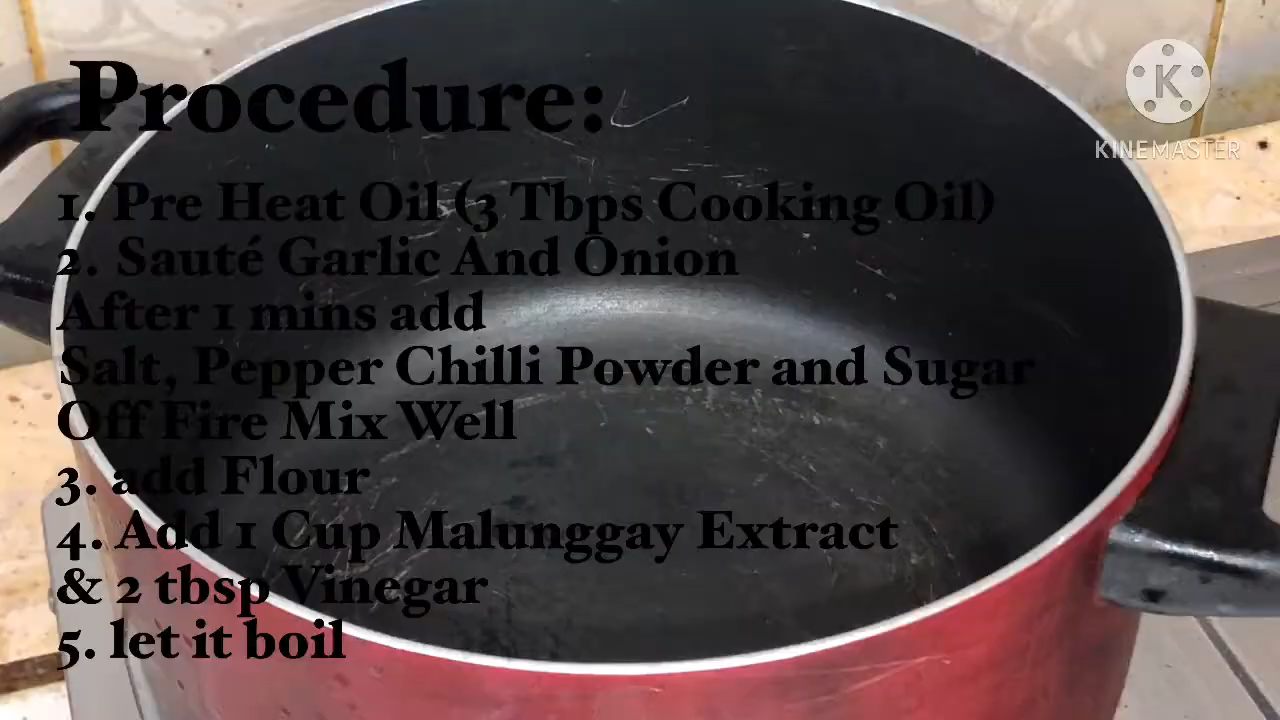 Procedure:
K
KINEMASTER
1. Pre Heat Oil (3 Tbps Cooking Oil)
2. Sauté Garlic And Onion
After 1 mins add
Salt, Pepper Chilli Powder and Sugar
Off Fire Mix Well
3. add Flour
4. Add 1 Cup Malunggay Extract
& 2 tbsp Vinegar
5. let it boil